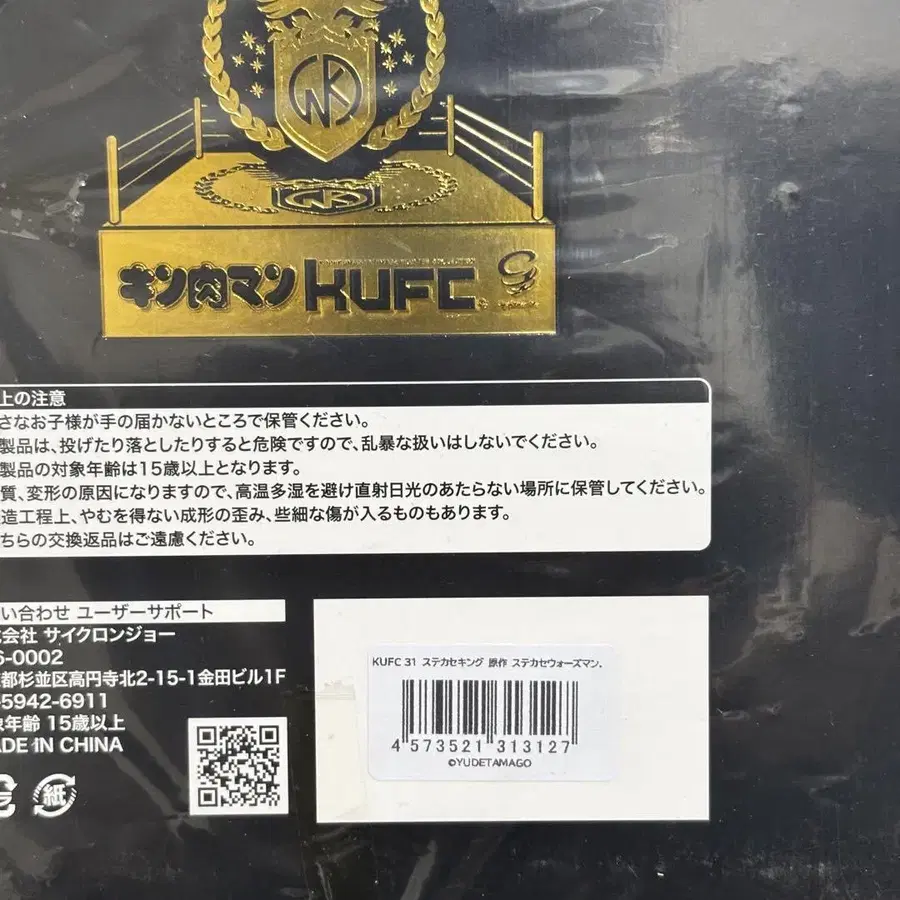 キン肉マン KUFC
上の注意
さなお子様が手の届かないところで保管ください。
製品は、投げたり落としたりすると危険ですので、乱暴な扱いはしないでください。
製品の対象年齢は15歳以上となります。
質、変形の原因になりますので、高温多湿を避け直射日光のあたらない場所に保管してください。
造工程上、やむを得ない成形の歪み、些細な傷が入るものもあります。
ちらの交換返品はご遠慮ください。
い合わせ ユーザーサポート
式会社 サイクロンジョー
6-0002
都杉並区高円寺北2-15-1金田ビル1F
-5942-6911
象年齢 15歳以上
MADE IN CHINA
紙
KUFC 31 ステカセキング 原作 ステカセウォーズマン.
4 573521 313127
©YUDETAMAGO